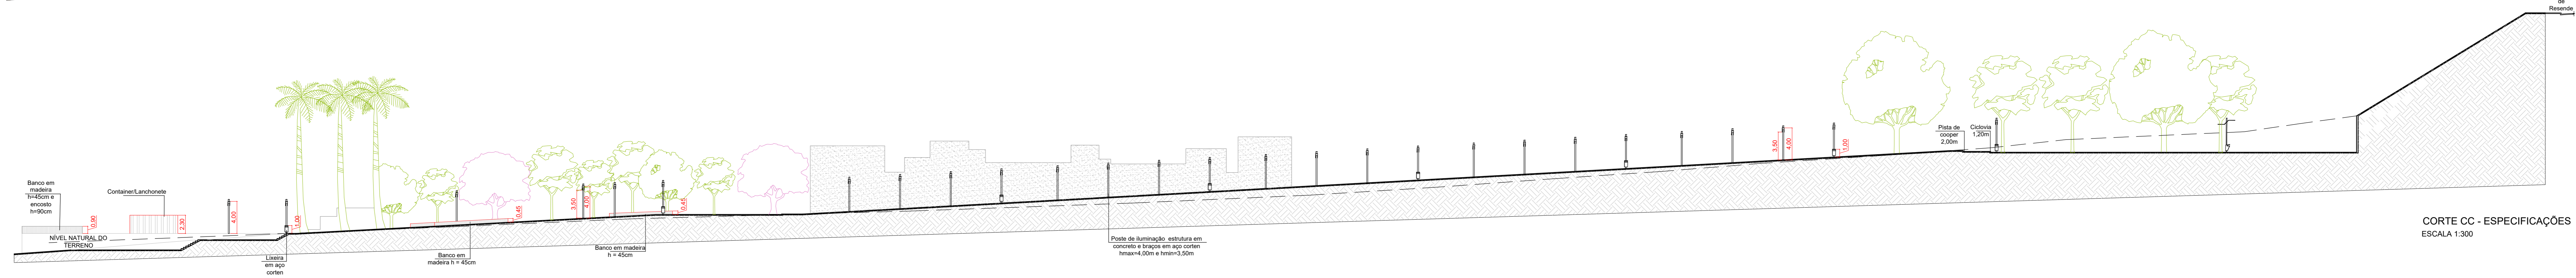 de
Resende
Banco em
madeira
h=45cm e
encosto
h=90cm
0,90
NÍVEL NATURAL DO
TERRENO
Container/Lanchonete
2,30
4,00
1,00
Lixeira
em aço
corten
Banco em
madeira h = 45cm
0,45
3,50
4,00
Banco em madeira
h = 45cm
0,45
Poste de iluminação estrutura em
concreto e braços em aço corten
hmax=4,00m e hmin=3,50m
3,50
4,00
1,00
Pista de
cooper
2,00m
Ciclovia
1,20m
CORTE CC - ESPECIFICAÇÕES
ESCALA 1:300